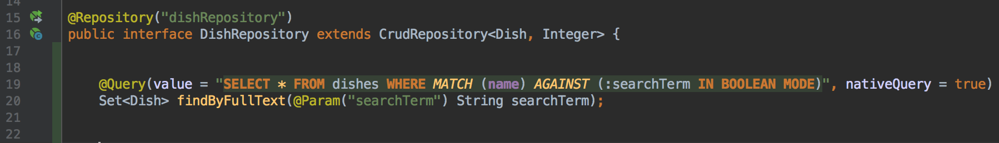 14
15 @Repository("dishRepository")
16 public interface DishRepository extends CrudRepository<Dish, Integer> {
17
18
19 @Query(value = "SELECT * FROM dishes WHERE MATCH (name) AGAINST (:searchTerm IN BOOLEAN MODE)", nativeQuery = true)
20 Set<Dish> findByFullText(@Param("searchTerm") String searchTerm);
21
22